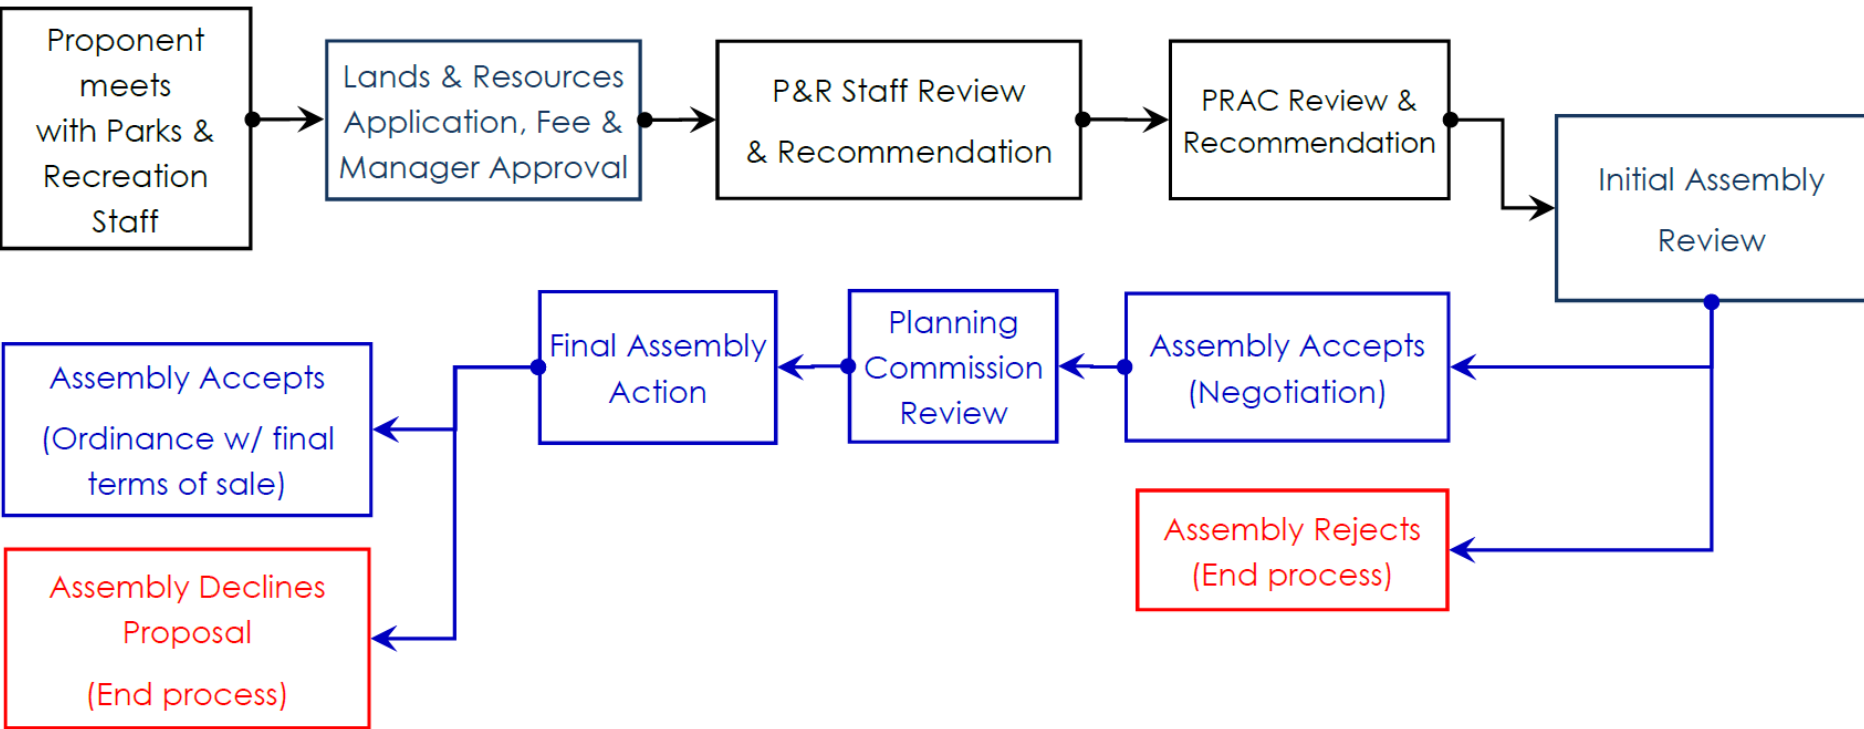 Proponent
meets
with Parks &
Recreation
Staff
Lands & Resources
Application, Fee &
Manager Approval
P&R Staff Review
& Recommendation
PRAC Review &
Recommendation
Initial Assembly
Review
Assembly Accepts
(Negotiation)
Planning
Commission
Review
Final Assembly
Action
Assembly Accepts
(Ordinance w/ final
terms of sale)
Assembly Rejects
(End process)
Assembly Declines
Proposal
(End process)